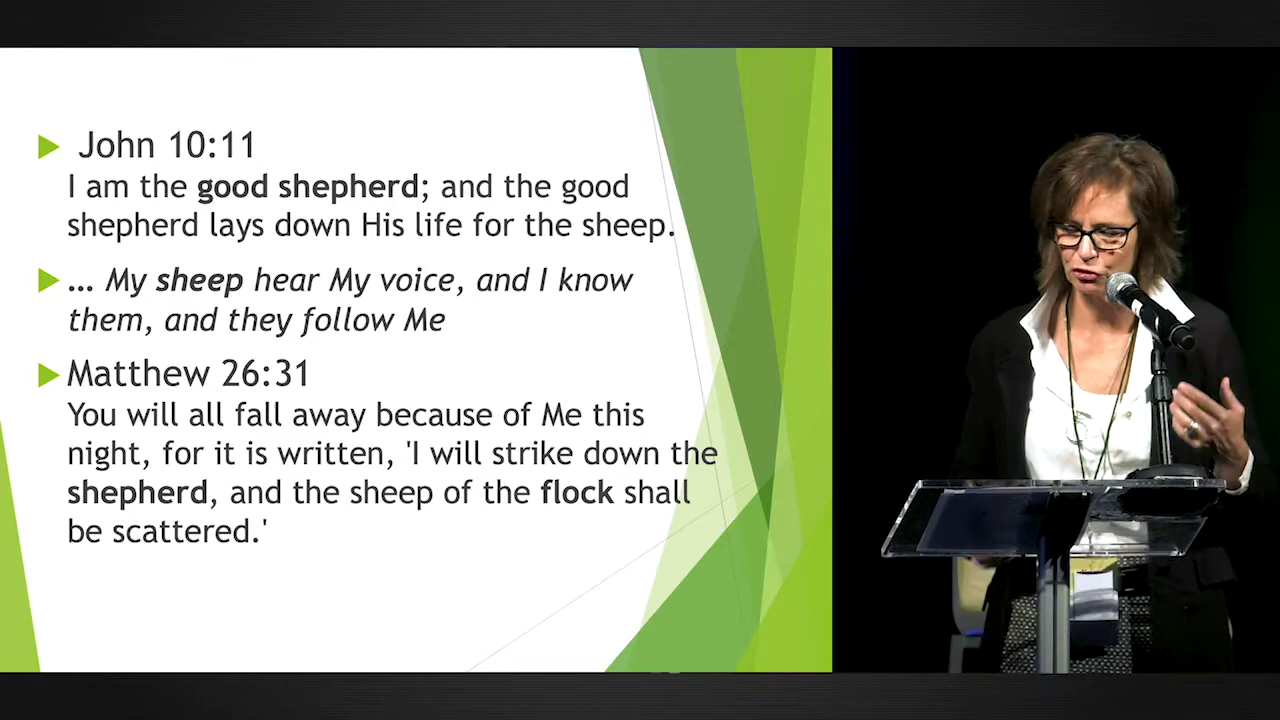 John 10:11
I am the good shepherd; and the good
shepherd lays down His life for the sheep.
... My sheep hear My voice, and I know
them, and they follow Me
Matthew 26:31
You will all fall away because of Me this
night, for it is written, 'I will strike down the
shepherd, and the sheep of the flock shall
be scattered.'